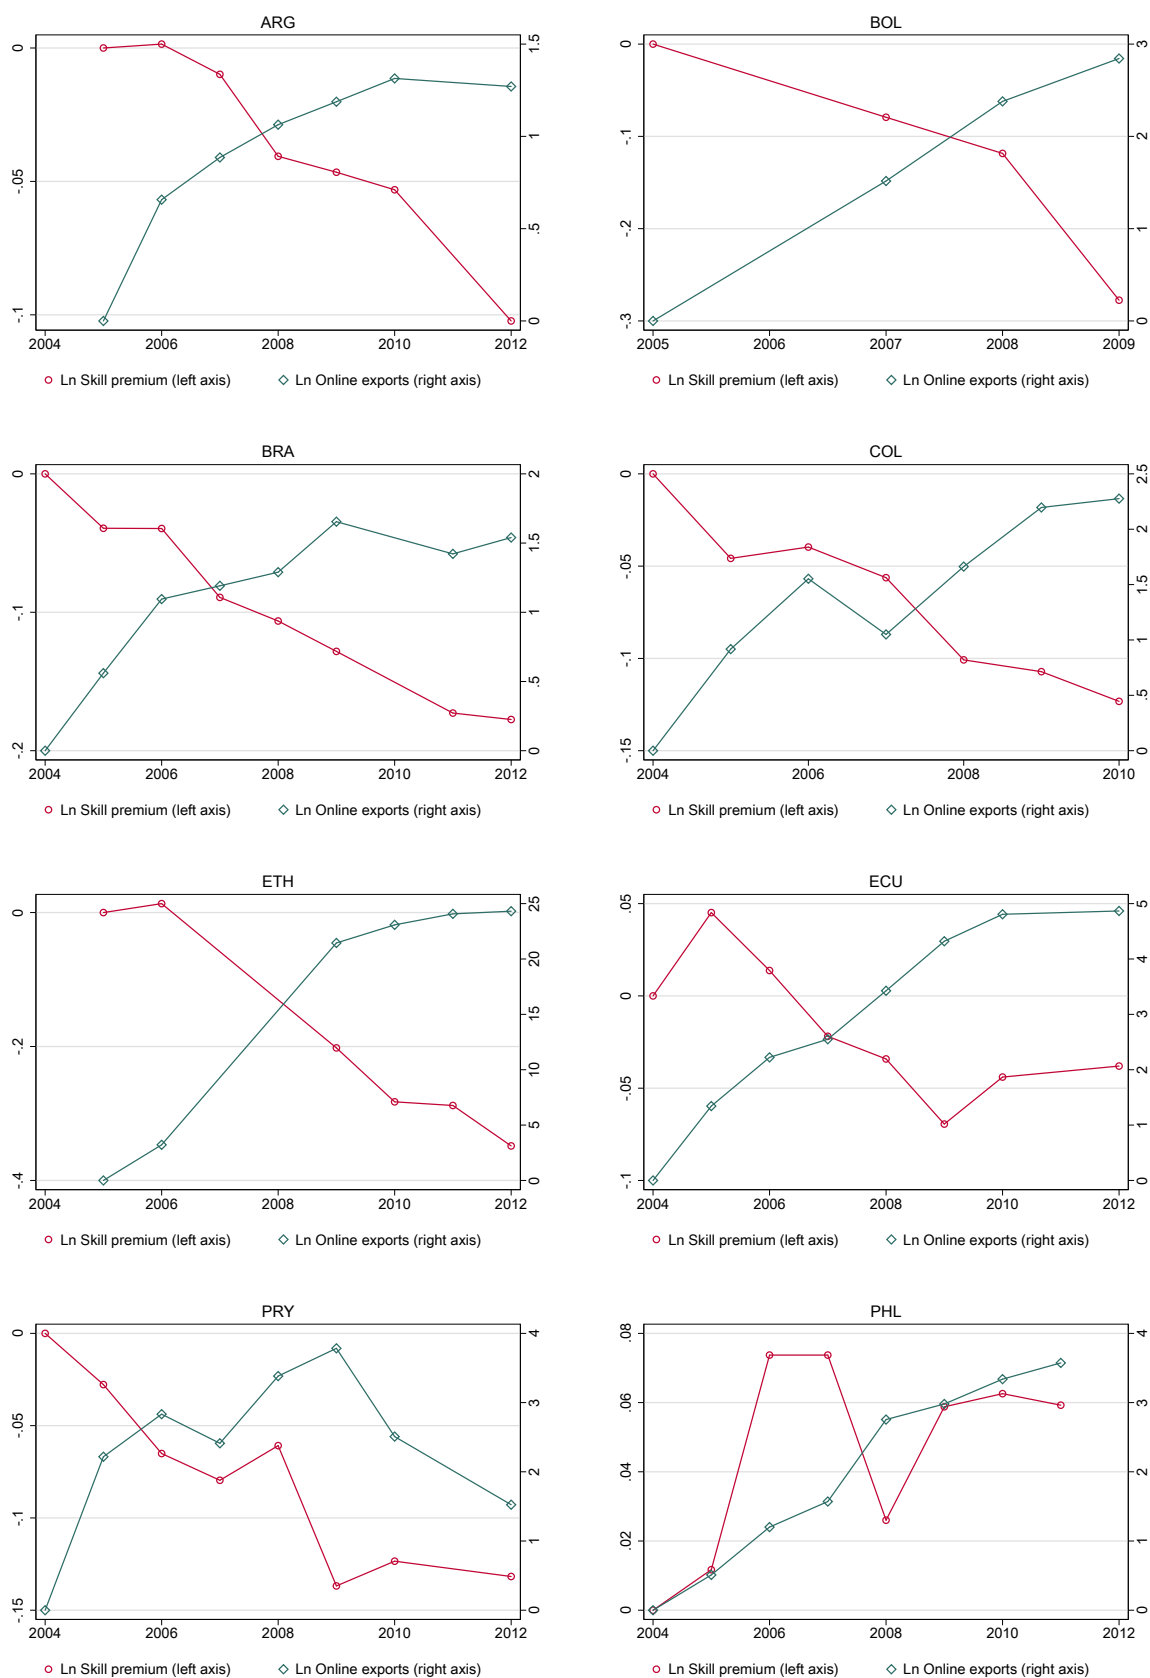 ARG
0
-.05
-.1
0
.5
1
1.5
2004 2006 2008 2010 2012
Ln Skill premium (left axis) Ln Online exports (right axis)
BOL
0
-.1
-.2
-.3
0
1
2
3
2005 2006 2007 2008 2009
Ln Skill premium (left axis) Ln Online exports (right axis)
BRA
0
-.1
-.2
0
.5
1
1.5
2
2004 2006 2008 2010 2012
Ln Skill premium (left axis) Ln Online exports (right axis)
COL
0
-.05
-.1
-.15
0
.5
1
1.5
2
2.5
2004 2006 2008 2010
Ln Skill premium (left axis) Ln Online exports (right axis)
ETH
0
-.2
-.4
0
5
10
15
20
25
2004 2006 2008 2010 2012
Ln Skill premium (left axis) Ln Online exports (right axis)
ECU
.05
0
-.05
-.1
0
1
2
3
4
5
2004 2006 2008 2010 2012
Ln Skill premium (left axis) Ln Online exports (right axis)
PRY
0
-.05
-.1
-.15
0
1
2
3
4
2004 2006 2008 2010 2012
Ln Skill premium (left axis) Ln Online exports (right axis)
PHL
.08
.06
.04
.02
0
0
1
2
3
4
2004 2006 2008 2010 2012
Ln Skill premium (left axis) Ln Online exports (right axis)